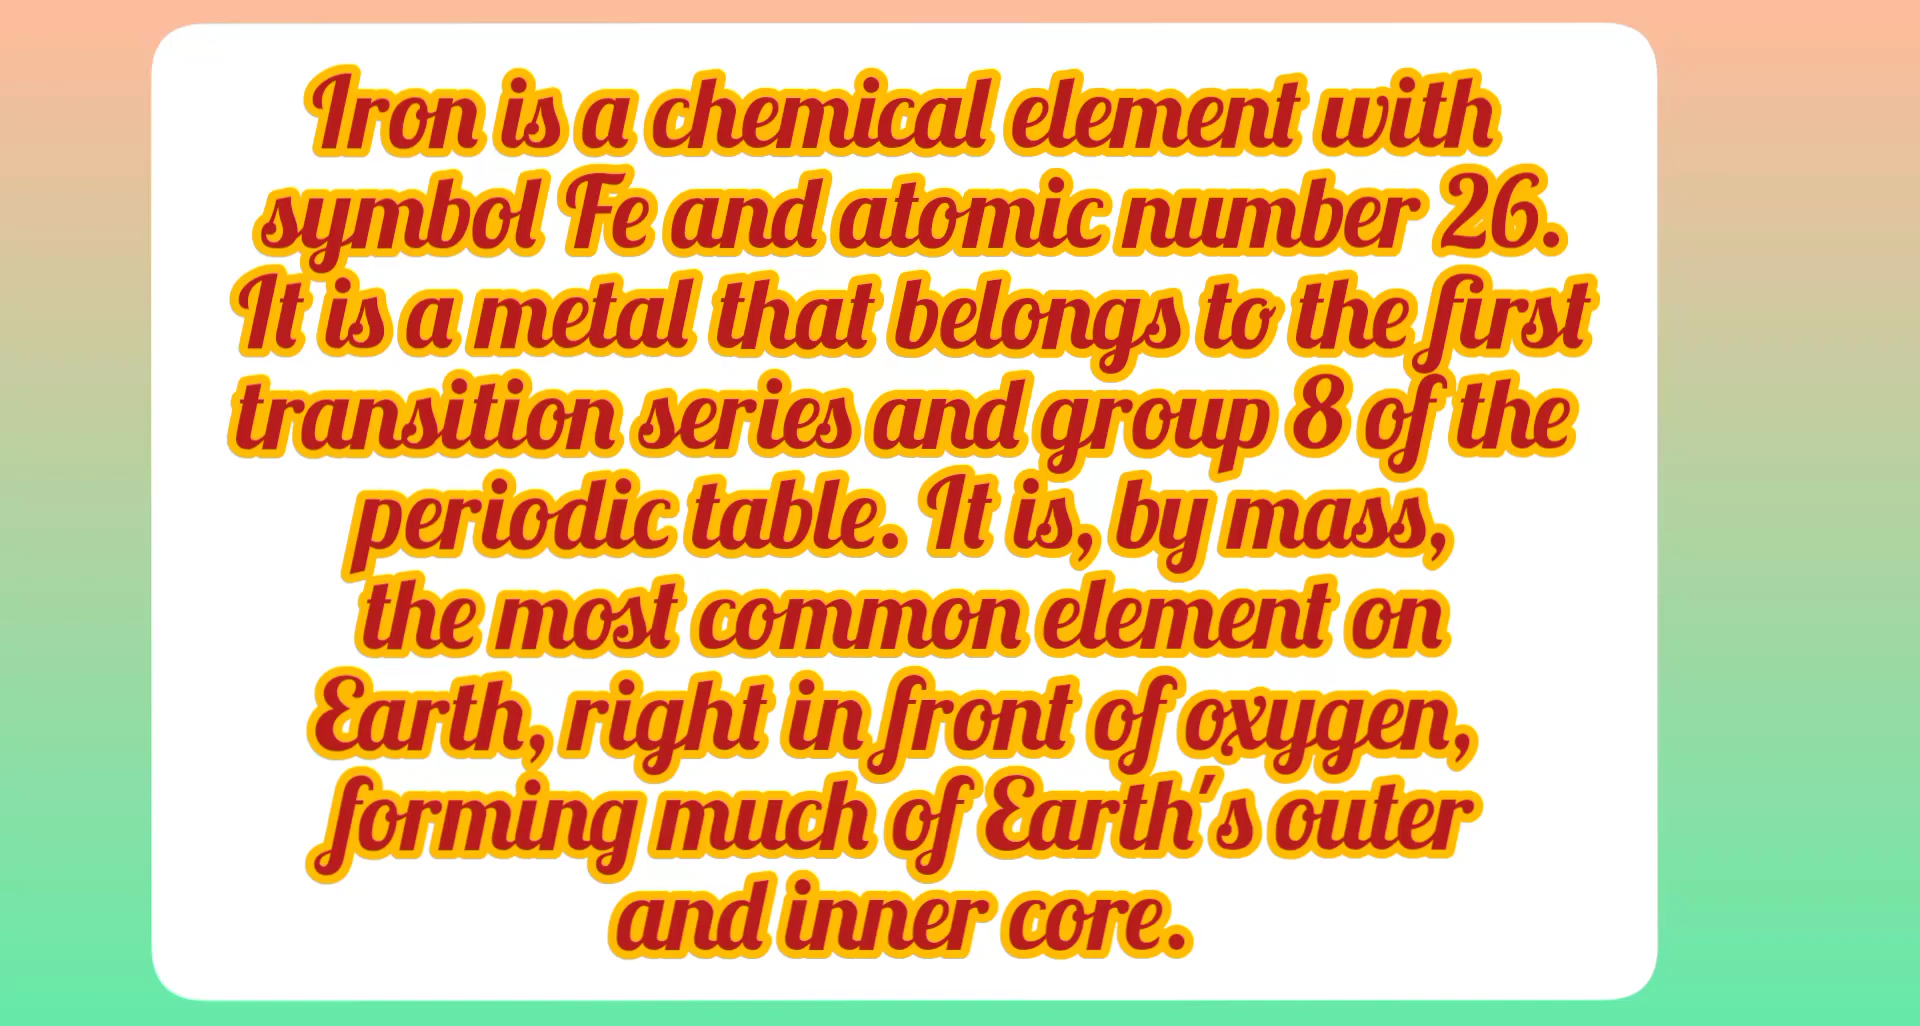 Iron is a chemical element with
symbol Fe and atomic number 26.
It is a metal that belongs to the first
transition series and group 8 of the
periodic table. It is, by mass,
the most common element on
Earth, right in front of oxygen,
forming much of Earth's outer
and inner core.